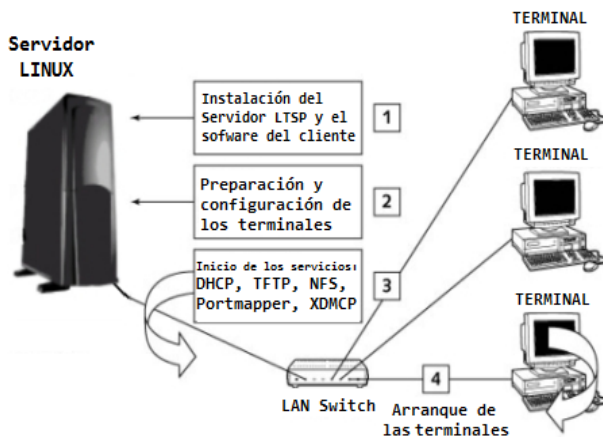 Servidor
LINUX
Instalación del
Servidor LTSP y el
sofware del cliente
1
Preparación y
configuración de
los terminales
2
Inicio de los servicios:
DHCP, TFTP, NFS,
Portmapper, XDMCP
3
TERMINAL
TERMINAL
TERMINAL
LAN Switch
4
Arranque de
las terminales